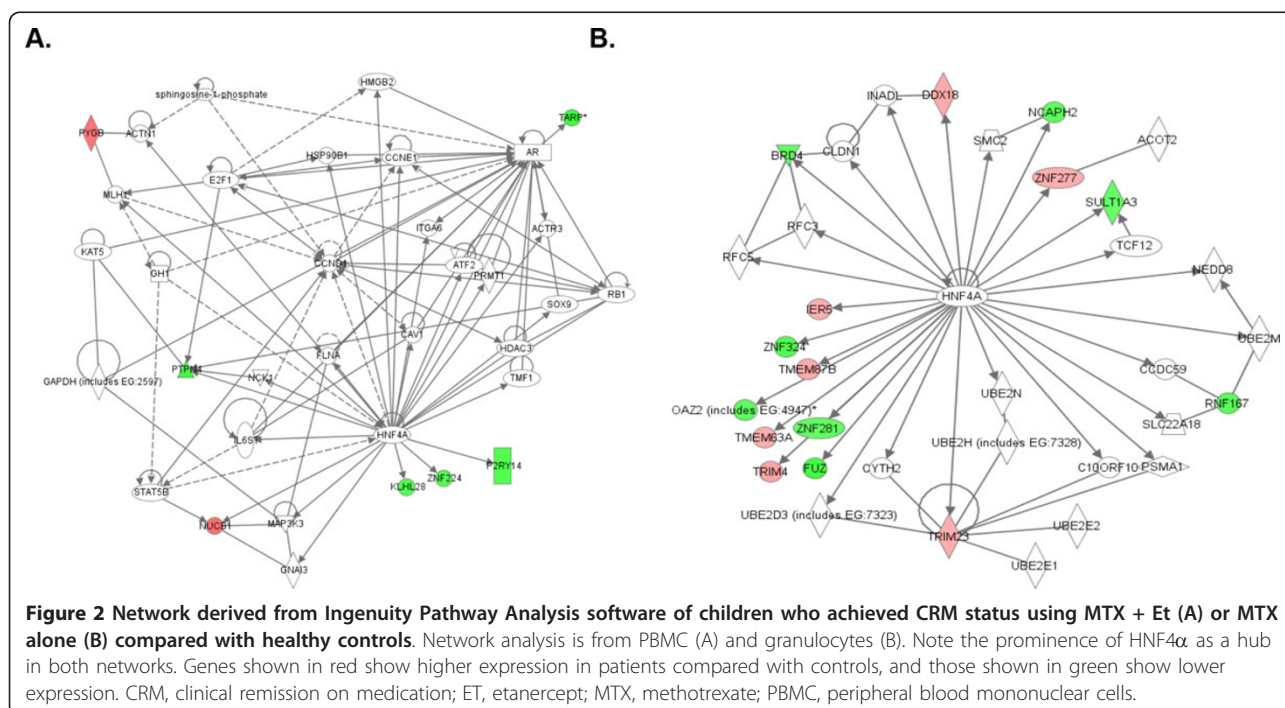 A.
B.
HMGB2
sphingosine-1-phosphate
TARP*
PYGB
ACTN1
HSP90B1
CCNE1
AR
E2F1
MLH1
ITGA6
ACTR3
KAT5
GH1
CCND1
ATF2
PRMT1
RB1
SOX9
CAV1
HDAC3
FLNA
PTPN4
NCK1
TMF1
GAPDH (includes EG:2597)
IL6ST
HNF4A
P2RY14
KLHL28
ZNF224
STAT5B
NUCB1
MAP3K3
GNAI3
INADL
DDX18
NCAPH2
SMC2
ACOT2
BRD4
CLDN1
ZNF277
SULT1A3
RFC3
TCF12
RFC5
NEDD8
HNF4A
IER5
UBE2M
ZNF324
TMEM87B
CCDC59
UBE2N
RNF167
OAZ2 (includes EG:4947)*
SLC22A18
ZNF281
TMEM63A
UBE2H (includes EG:7328)
TRIM4
FUZ
CYTH2
C10ORF10
PSMA1
UBE2D3 (includes EG:7323)
UBE2E2
TRIM23
UBE2E1
Figure 2 Network derived from Ingenuity Pathway Analysis software of children who achieved CRM status using MTX + Et (A) or MTX
alone (B) compared with healthy controls. Network analysis is from PBMC (A) and granulocytes (B). Note the prominence of HNF4α as a hub
in both networks. Genes shown in red show higher expression in patients compared with controls, and those shown in green show lower
expression. CRM, clinical remission on medication; ET, etanercept; MTX, methotrexate; PBMC, peripheral blood mononuclear cells.